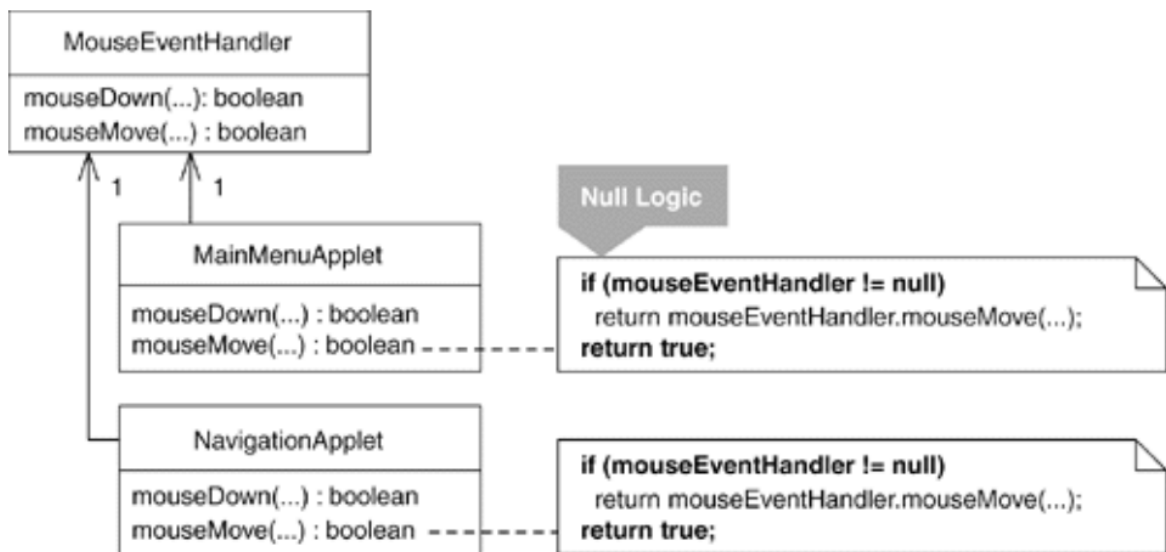 MouseEventHandler
mouseDown(...): boolean
mouseMove(...) : boolean
1
1
Null Logic
MainMenuApplet
mouseDown(...) : boolean
mouseMove(...) : boolean
if (mouseEventHandler != null)
return mouseEventHandler.mouseMove(...);
return true;
NavigationApplet
mouseDown(...) : boolean
mouseMove(...) : boolean
if (mouseEventHandler != null)
return mouseEventHandler.mouseMove(...);
return true;